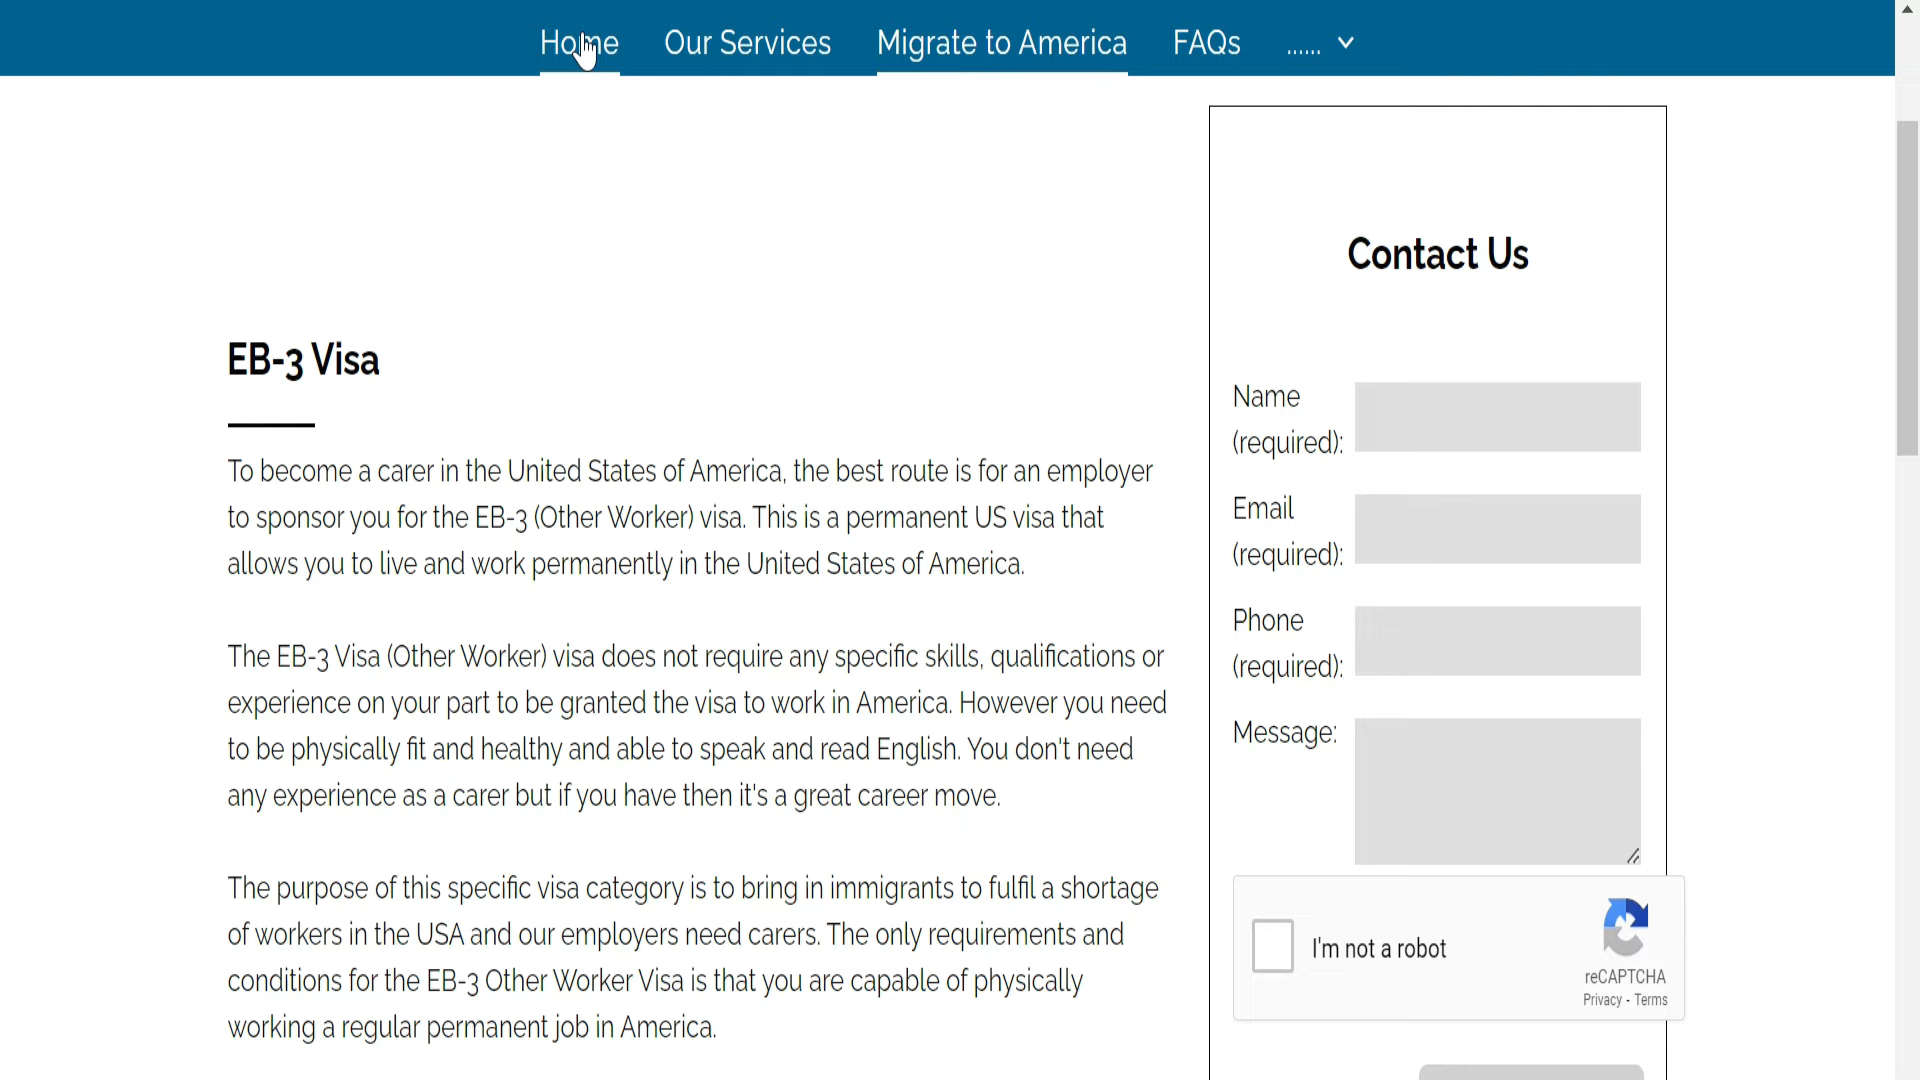 Home Our Services Migrate to America FAQs ......
EB-3 Visa
To become a carer in the United States of America, the best route is for an employer
to sponsor you for the EB-3 (Other Worker) visa. This is a permanent US visa that
allows you to live and work permanently in the United States of America.
The EB-3 Visa (Other Worker) visa does not require any specific skills, qualifications or
experience on your part to be granted the visa to work in America. However you need
to be physically fit and healthy and able to speak and read English. You don't need
any experience as a carer but if you have then it's a great career move.
The purpose of this specific visa category is to bring in immigrants to fulfil a shortage
of workers in the USA and our employers need carers. The only requirements and
conditions for the EB-3 Other Worker Visa is that you are capable of physically
working a regular permanent job in America.
Contact Us
Name
(required):
Email
(required):
Phone
(required):
Message:
I'm not a robot
reCAPTCHA
Privacy - Terms